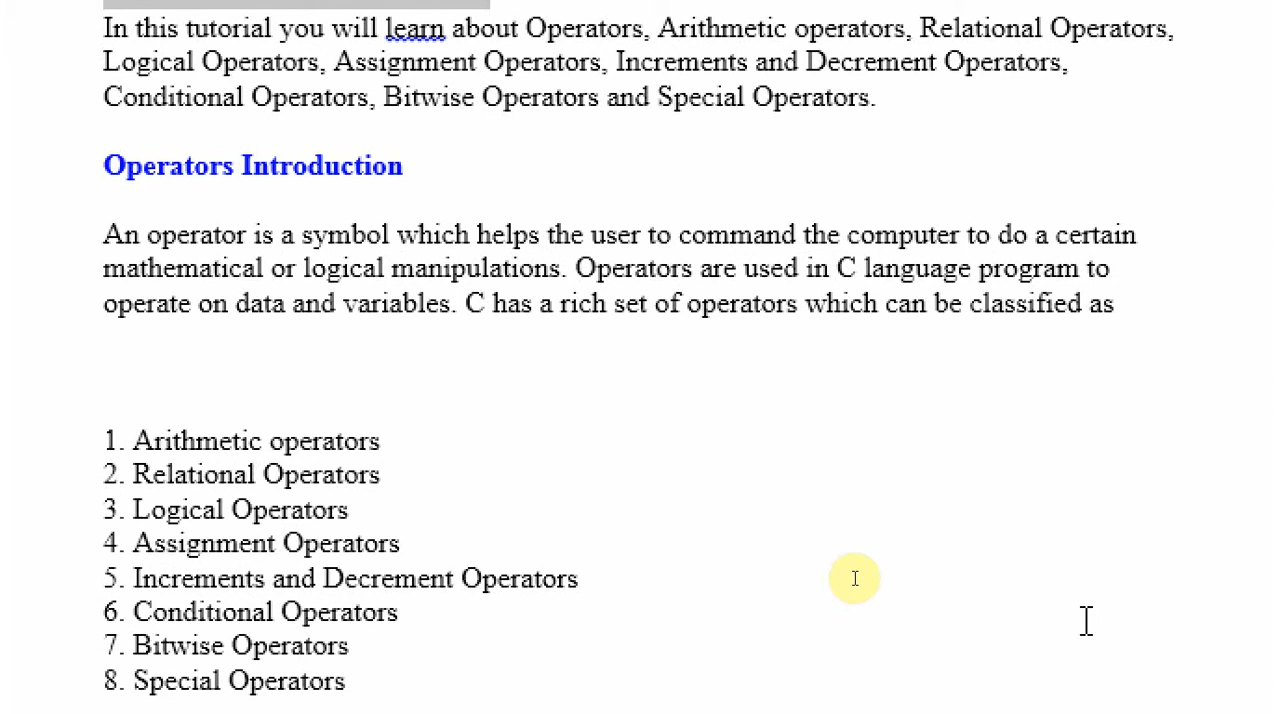 In this tutorial you will learn about Operators, Arithmetic operators, Relational Operators,
Logical Operators, Assignment Operators, Increments and Decrement Operators,
Conditional Operators, Bitwise Operators and Special Operators.
Operators Introduction
An operator is a symbol which helps the user to command the computer to do a certain
mathematical or logical manipulations. Operators are used in C language program to
operate on data and variables. C has a rich set of operators which can be classified as
1. Arithmetic operators
2. Relational Operators
3. Logical Operators
4. Assignment Operators
5. Increments and Decrement Operators
6. Conditional Operators
7. Bitwise Operators
8. Special Operators